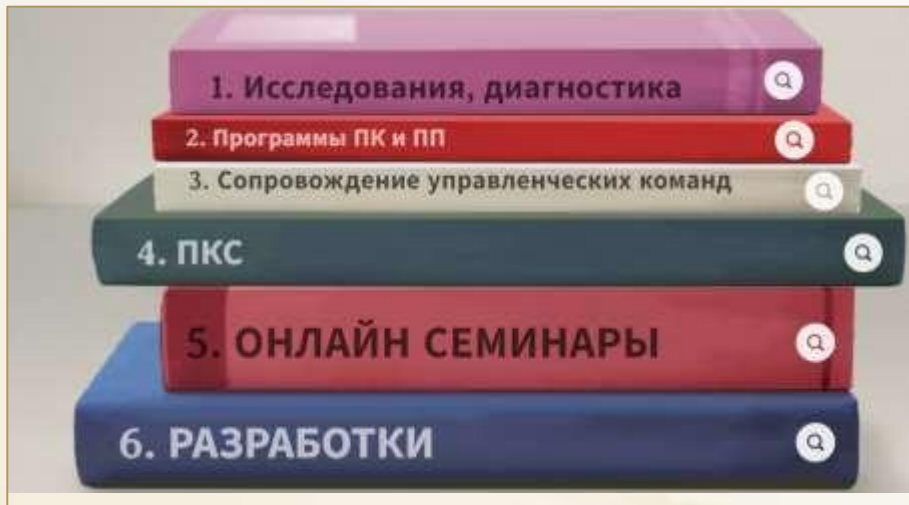 1. Исследования, диагностика
2. Программы ПК и ПП
3. Сопровождение управленческих команд
4. ПКС
5. ОНЛАЙН СЕМИНАРЫ
6. РАЗРАБОТКИ